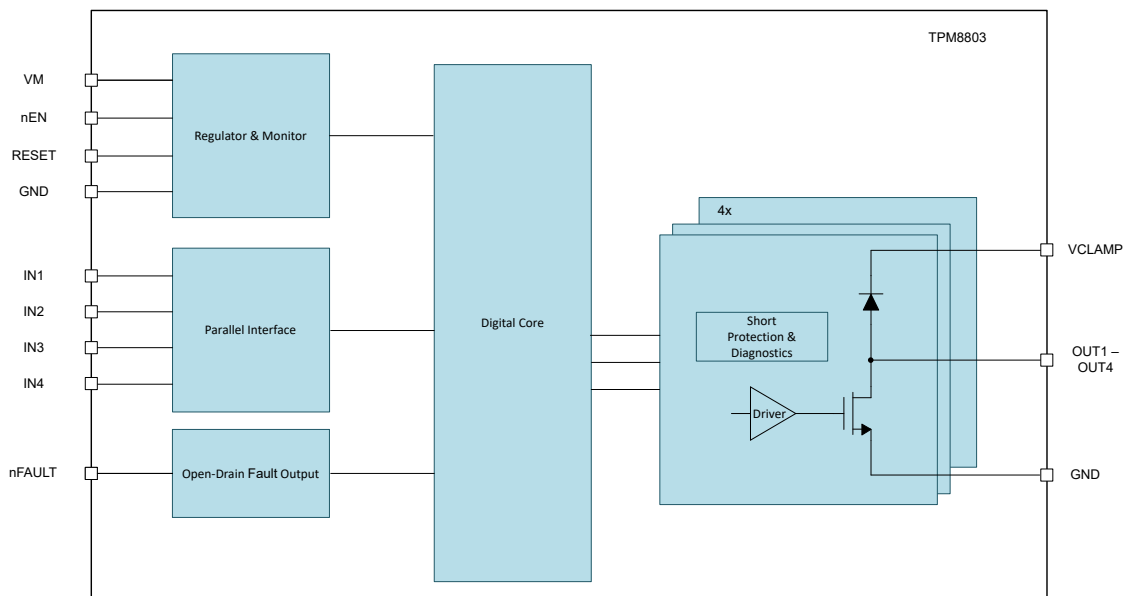 TPM8803
VM
nEN
RESET
GND
Regulator & Monitor
IN1
IN2
IN3
IN4
Parallel Interface
nFAULT
Open-Drain Fault Output
Digital Core
4x
Short
Protection &
Diagnostics
Driver
VCLAMP
OUT1 –
OUT4
GND